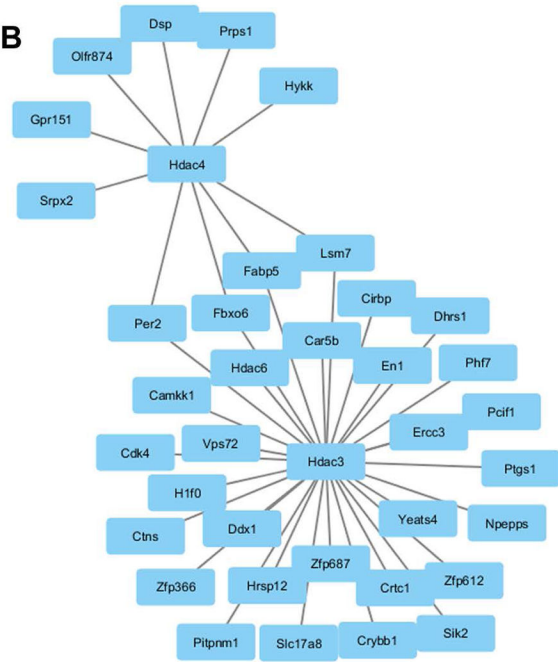 B
Dsp
Prps1
Olfr874
Hykk
Gpr151
Hdac4
Srpx2
Lsm7
Fabp5
Cirbp
Fbxo6
Dhrs1
Per2
Car5b
Hdac6
En1
Phf7
Camkk1
Pcif1
Ercc3
Vps72
Cdk4
Hdac3
Ptgs1
H1f0
Yeats4
Npepps
Ddx1
Ctns
Zfp687
Zfp366
Hrsp12
Crtc1
Zfp612
Sik2
Pitpnm1
Slc17a8
Crybb1